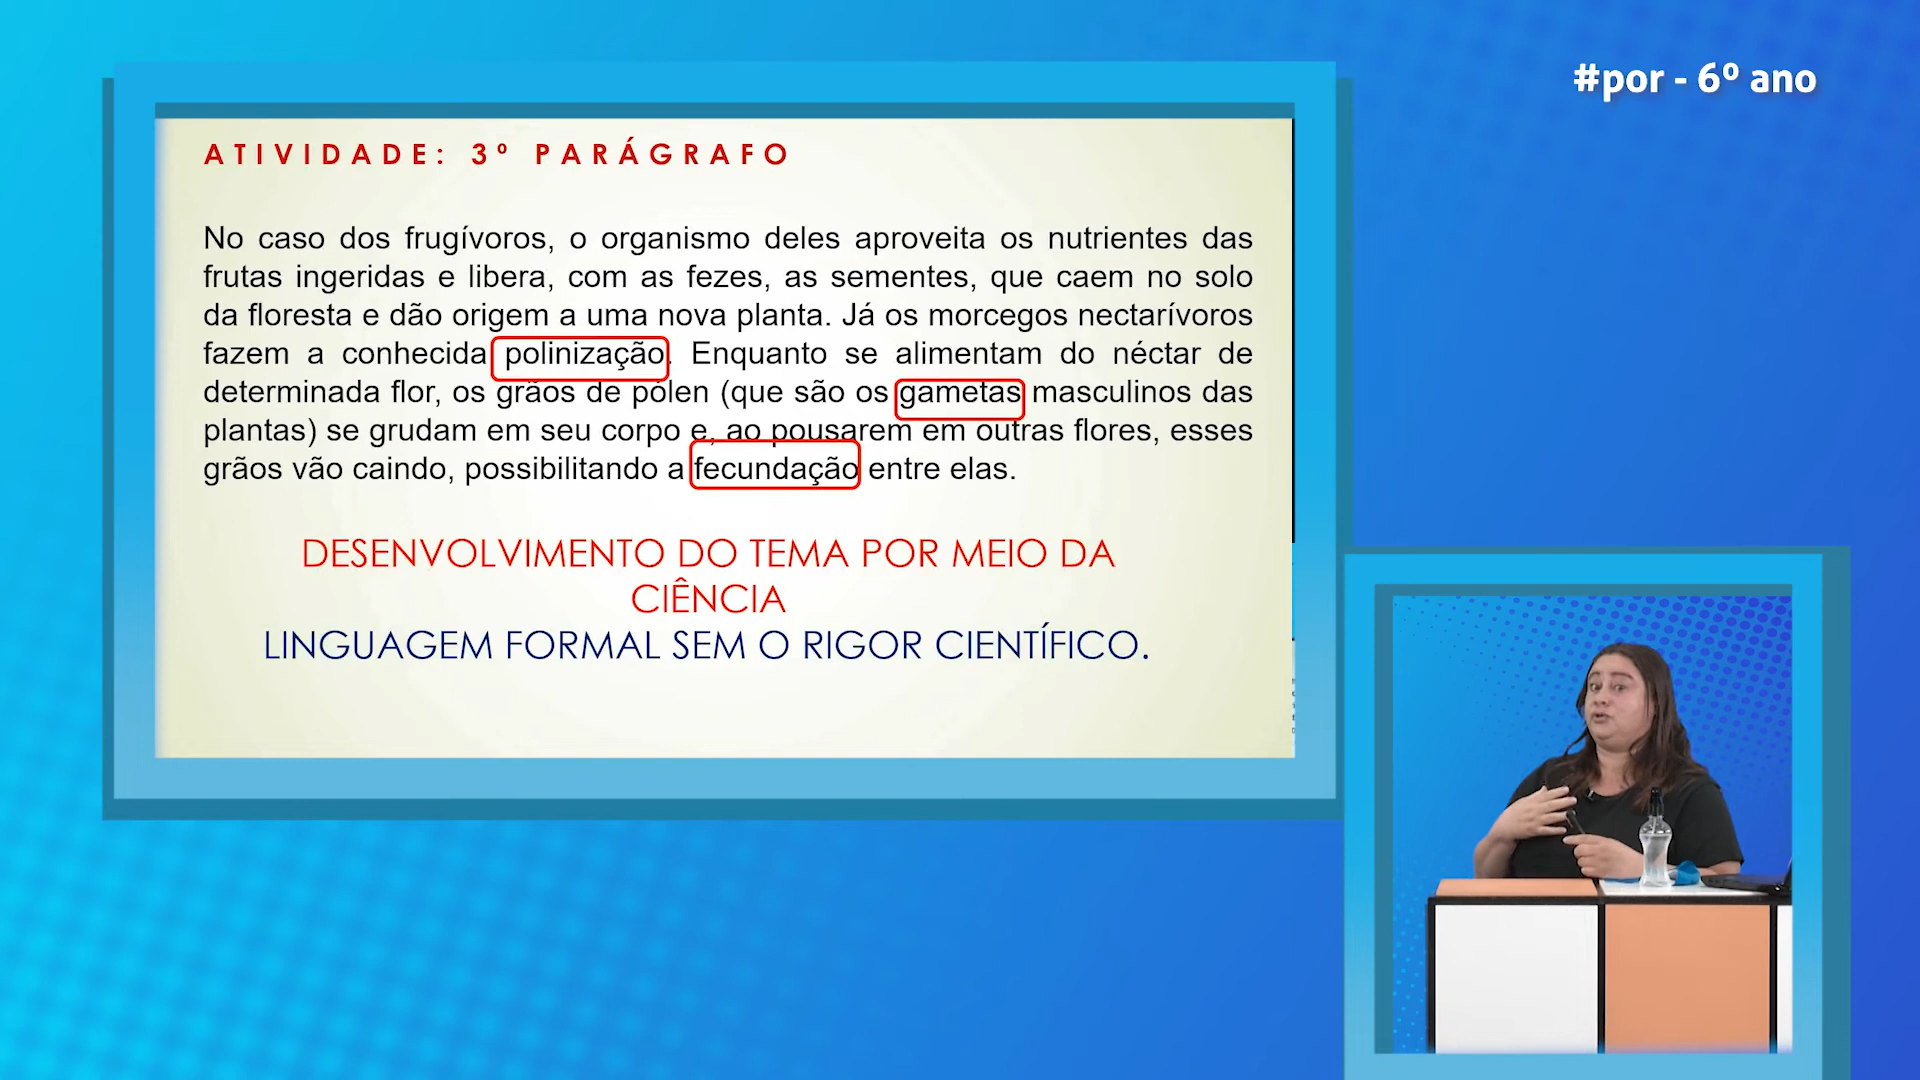 #por - 6º ano
ATIVIDADE: 3º PARÁGRAFO
No caso dos frugívoros, o organismo deles aproveita os nutrientes das
frutas ingeridas e libera, com as fezes, as sementes, que caem no solo
da floresta e dão origem a uma nova planta. Já os morcegos nectarívoros
fazem a conhecida polinização. Enquanto se alimentam do néctar de
determinada flor, os grãos de pólen (que são os gametas masculinos das
plantas) se grudam em seu corpo e, ao pousarem em outras flores, esses
grãos vão caindo, possibilitando a fecundação entre elas.
DESENVOLVIMENTO DO TEMA POR MEIO DA
CIÊNCIA
LINGUAGEM FORMAL SEM O RIGOR CIENTÍFICO.